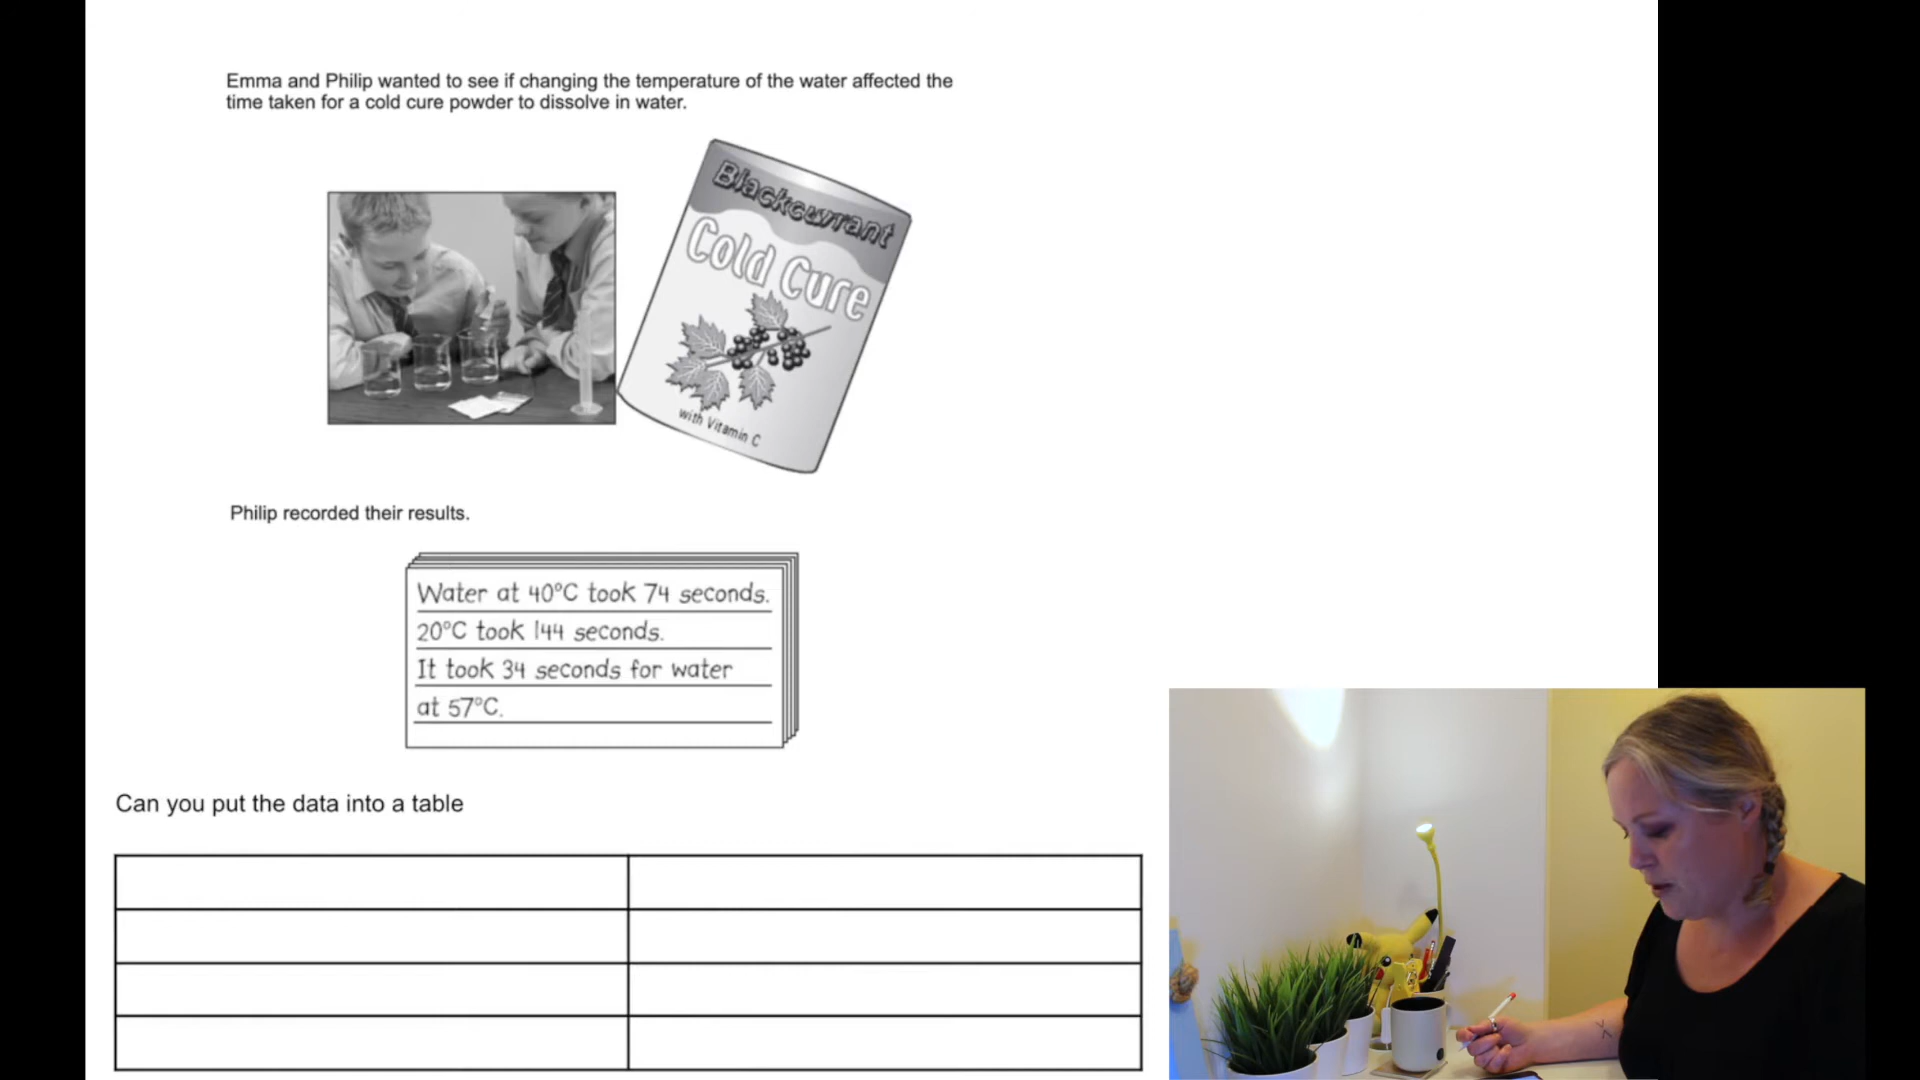 Emma and Philip wanted to see if changing the temperature of the water affected the
time taken for a cold cure powder to dissolve in water.
Blackcurrant
Cold Cure
with Vitamin C
Philip recorded their results.
Water at 40°C took 74 seconds.
20°C took 144 seconds.
It took 34 seconds for water
at 57°C.
Can you put the data into a table